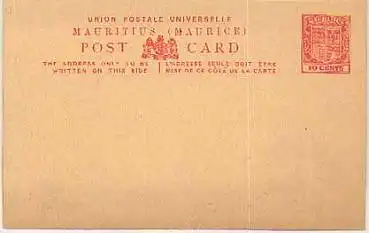 UNION POSTALE UNIVERSELLE
MAURITIUS (MAURICE)
POST CARD
THE ADDRESS ONLY TO BE
WRITTEN ON THIS SIDE
L'ADRESSE SEULE DOIT ÊTRE
MISE DE CE CÔTÉ DE LA CARTE
MAURITIUS
10 CENTS